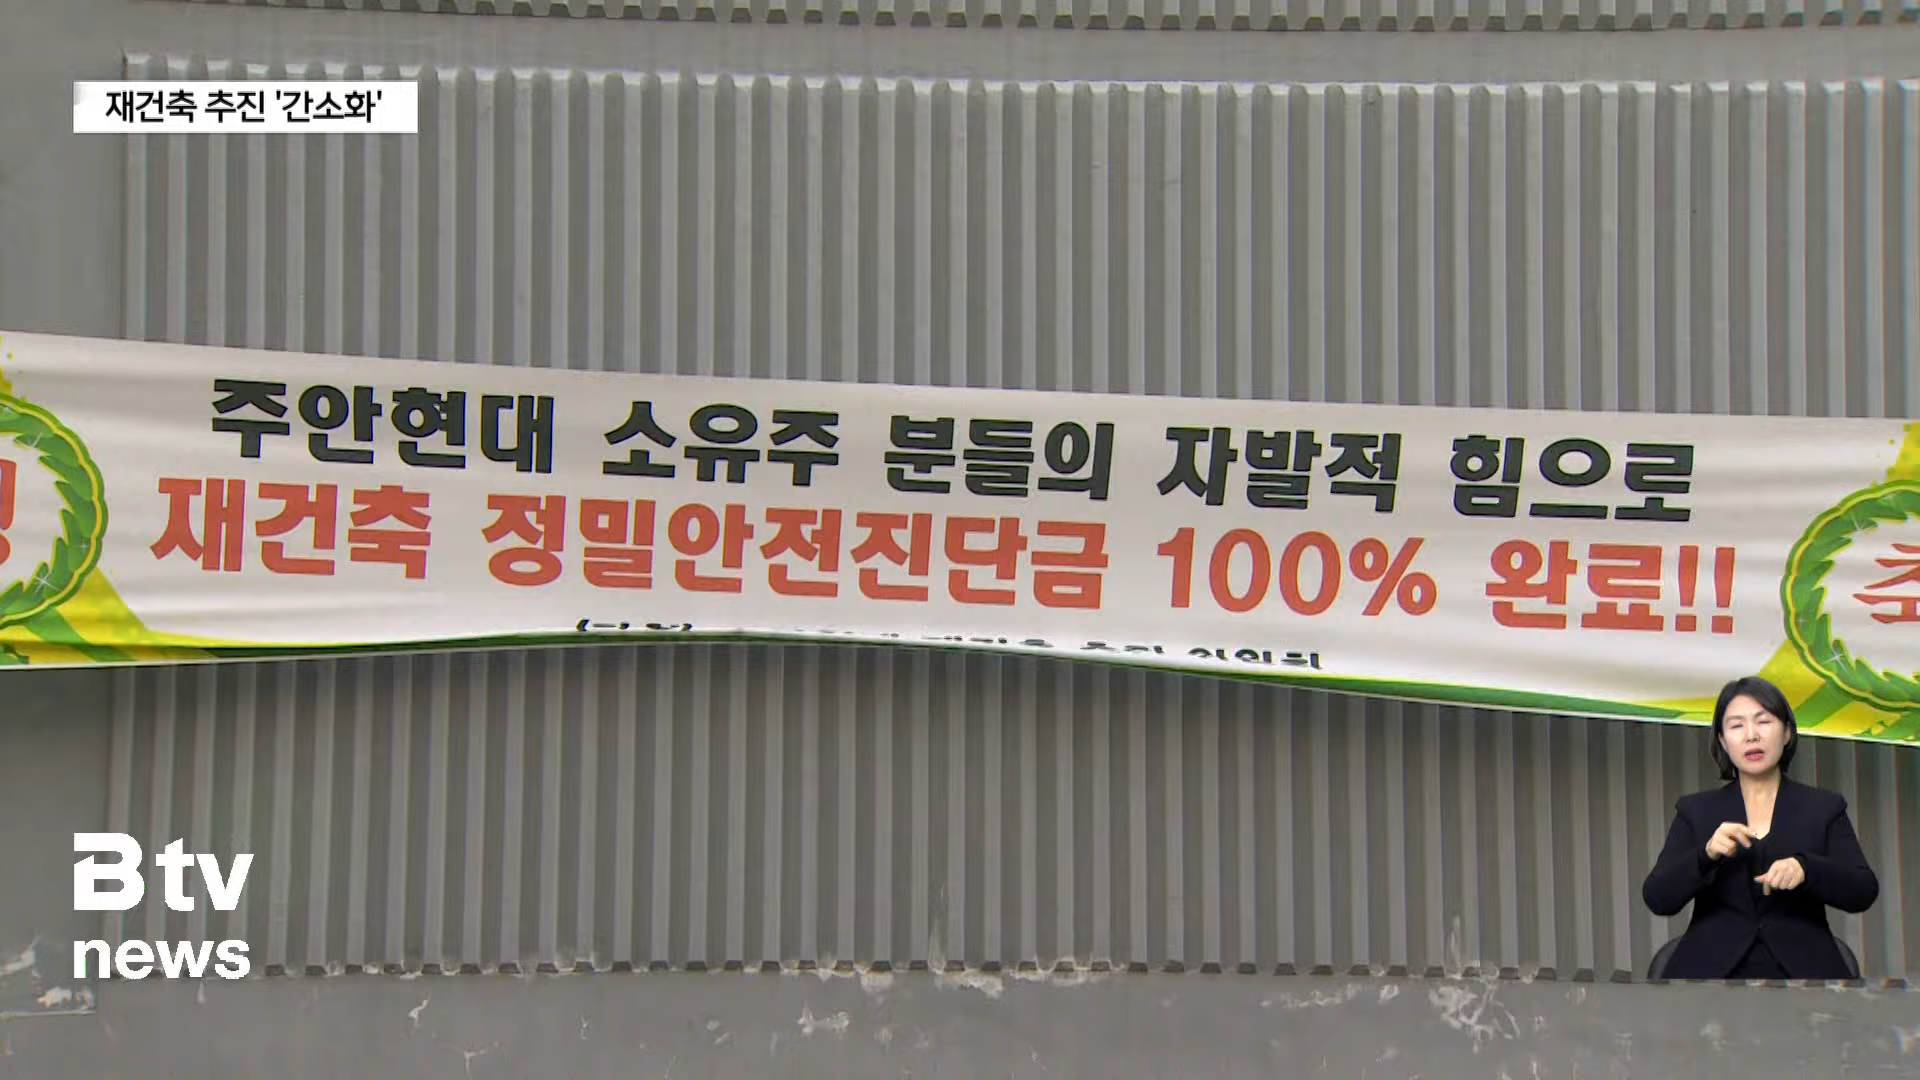 재건축 추진 '간소화'
주안현대 소유주 분들의 자발적 힘으로
재건축 정밀안전진단금 100% 완료!!
B tv
news